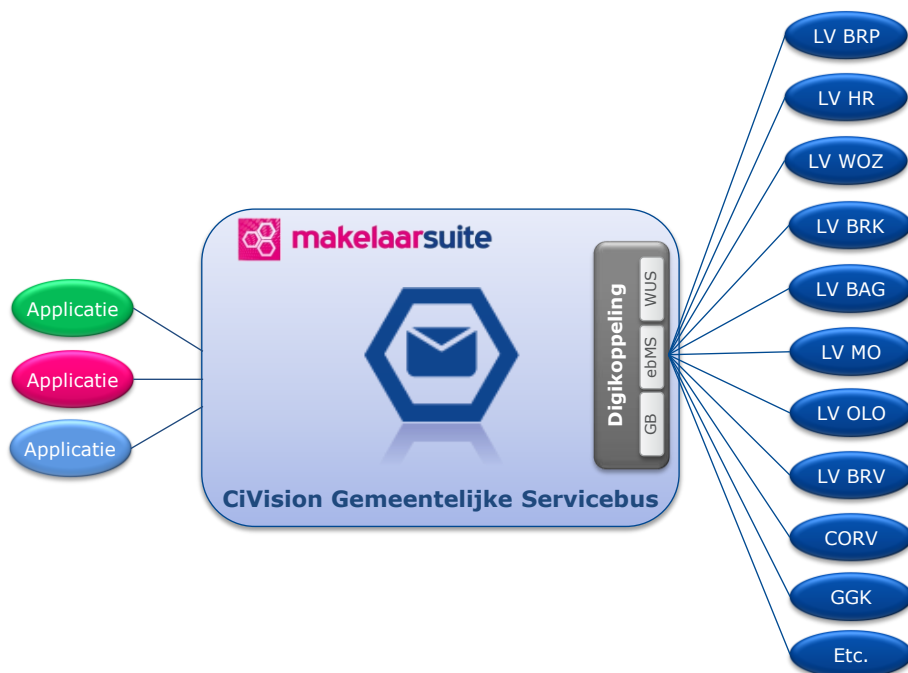 makelaarsuite
Applicatie
Applicatie
Applicatie
Digikoppeling
WUS
ebMS
GB
CiVision Gemeentelijke Servicebus
LV BRP
LV HR
LV WOZ
LV BRK
LV BAG
LV MO
LV OLO
LV BRV
CORV
GGK
Etc.